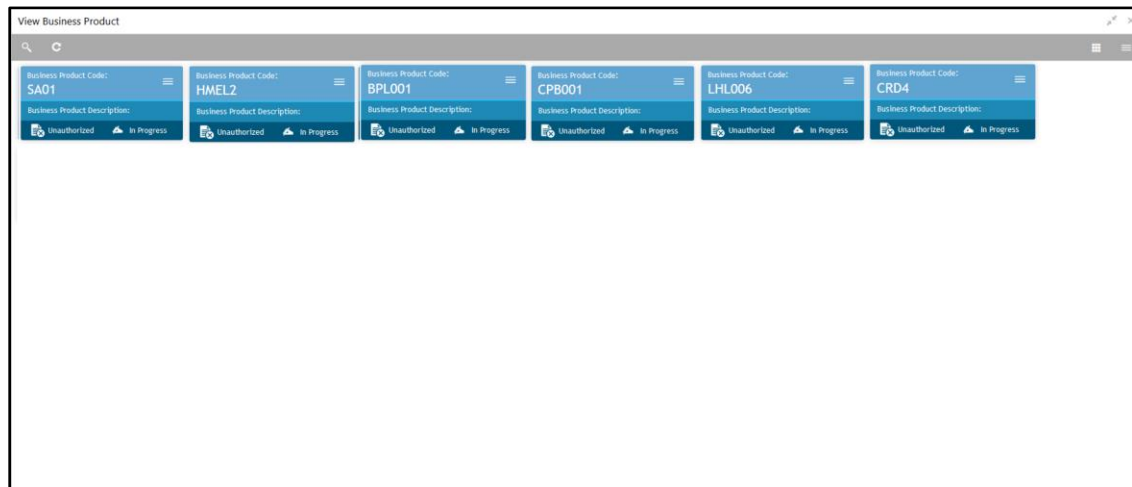 View Business Product
Business Product Code:
SA01
Business Product Description:
Unauthorized In Progress
Business Product Code:
HMEL2
Business Product Description:
Unauthorized In Progress
Business Product Code:
BPL001
Business Product Description:
Unauthorized In Progress
Business Product Code:
CPB001
Business Product Description:
Unauthorized In Progress
Business Product Code:
LHL006
Business Product Description:
Unauthorized In Progress
Business Product Code:
CRD4
Business Product Description:
Unauthorized In Progress